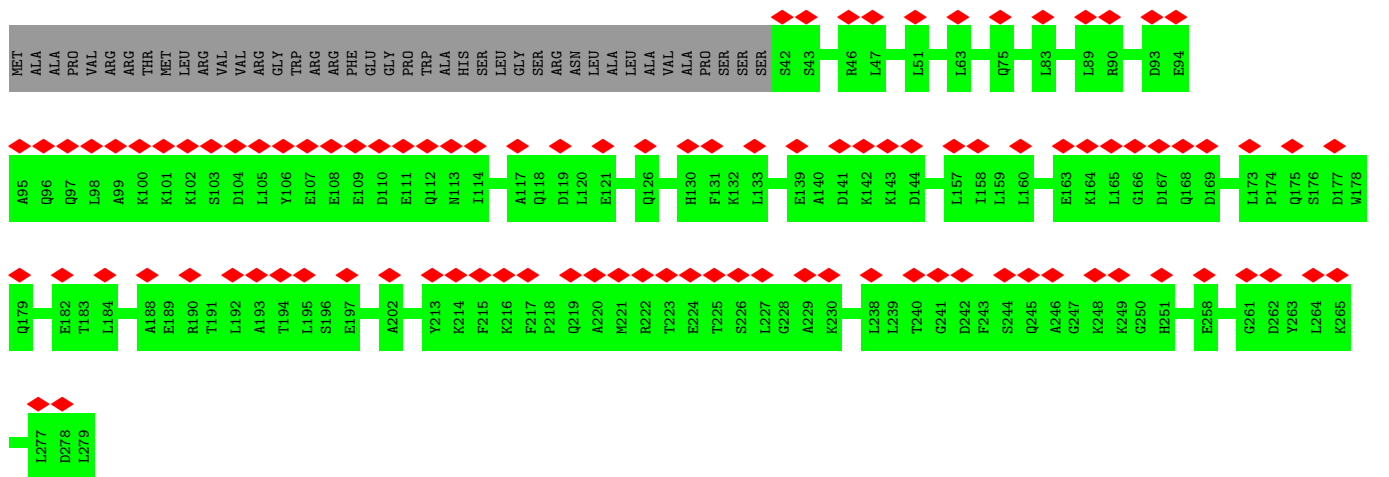 MET ALA ALA PRO VAL ARG ARG THR MET LEU ARG VAL VAL ARG GLY TRP ARG ARG PHE GLU GLY PRO TRP ALA HIS SER LEU GLY SER ARG ASN LEU ALA LEU ALA VAL ALA PRO SER SER SER S42 S43 R46 L47 L51 L63 Q75 L83 L89 R90 D93 E94
A95 Q96 Q97 L98 A99 K100 K101 K102 S103 D104 L105 Y106 E107 E108 E109 D110 E111 Q112 N113 I114 A117 Q118 D119 L120 E121 Q126 H130 F131 K132 L133 E139 A140 D141 K142 K143 D144 L157 I158 L159 L160 E163 K164 L165 G166 D167 Q168 D169 L173 P174 Q175 S176 D177 W178
Q179 E182 T183 L184 A188 E189 R190 T191 L192 A193 T194 L195 S196 E197 A202 Y213 K214 F215 K216 F217 P218 Q219 A220 M221 R222 T223 E224 T225 S226 L227 G228 A229 K230 L238 L239 T240 G241 D242 F243 S244 Q245 A246 G247 K248 K249 G250 H251 E258 G261 D262 Y263 L264 K265
L277 D278 L279